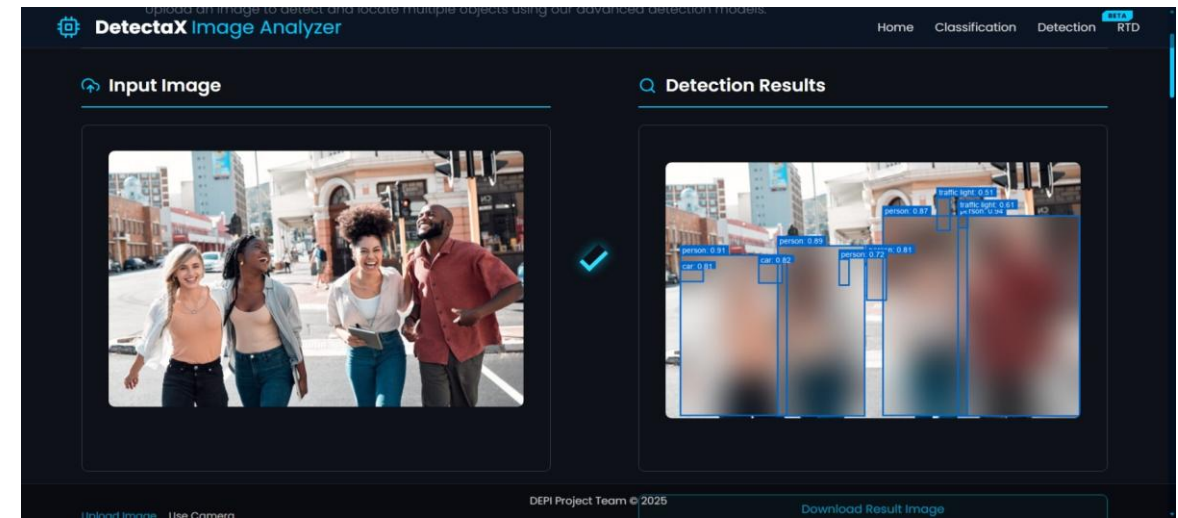 Upload an image to detect and locate multiple objects using our advanced detection models.
DetectaX Image Analyzer
Home Classification Detection BETA RTD
Input Image
Detection Results
traffic light: 0.51
traffic light: 0.61
person: 0.87 person: 0.94
person: 0.89
person: 0.91 person: 0.72 person: 0.81
car: 0.81 car: 0.82
DEPI Project Team © 2025
Upload Image Use Camera
Download Result Image